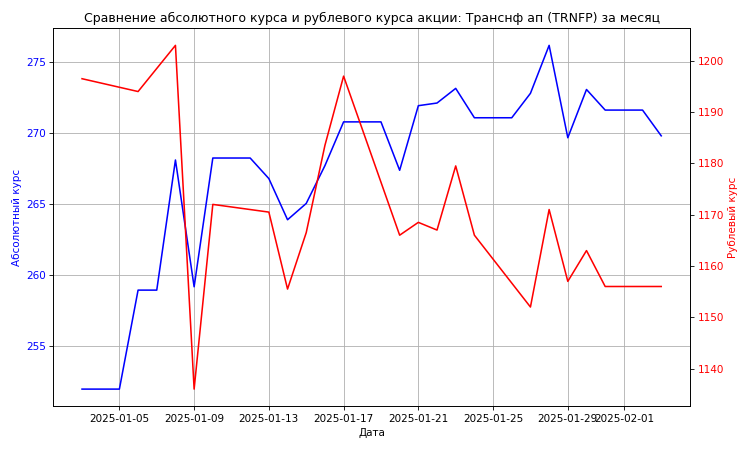 Сравнение абсолютного курса и рублевого курса акции: Транснф ап (TRNFP) за месяц
275
270
265
260
255
Абсолютный курс
1200
1190
1180
1170
1160
1150
1140
Рублевый курс
2025-01-05 2025-01-09 2025-01-13 2025-01-17 2025-01-21 2025-01-25 2025-01-29 2025-02-01
Дата